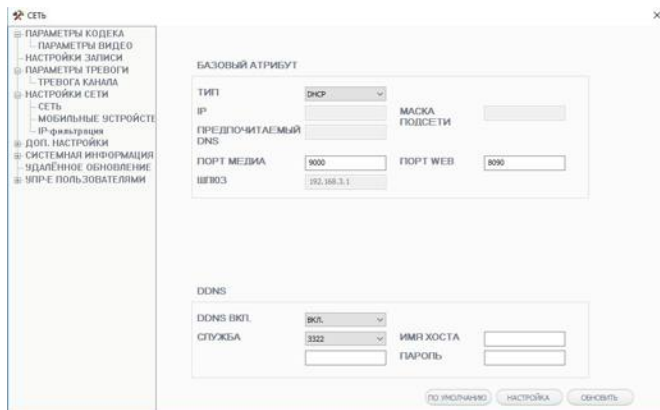 СЕТЬ
ПАРАМЕТРЫ КОДЕКА
ПАРАМЕТРЫ ВИДЕО
НАСТРОЙКИ ЗАПИСИ
ПАРАМЕТРЫ ТРЕВОГИ
ТРЕВОГА КАНАЛА
НАСТРОЙКИ СЕТИ
СЕТЬ
МОБИЛЬНЫЕ УСТРОЙСТЕ
IP-фильтрация
ДОП. НАСТРОЙКИ
СИСТЕМНАЯ ИНФОРМАЦИЯ
УДАЛЁННОЕ ОБНОВЛЕНИЕ
УПР-Е ПОЛЬЗОВАТЕЛЯМИ
БАЗОВЫЙ АТРИБУТ
ТИП DHCP
IP МАСКА ПОДСЕТИ
ПРЕДПОЧИТАЕМЫЙ DNS
ПОРТ МЕДИА 9000 ПОРТ WEB 8090
ШЛЮЗ 192.168.3.1
DDNS
DDNS ВКЛ. ВКЛ.
СЛУЖБА 3322 ИМЯ ХОСТА
ПАРОЛЬ
ПО УМОЛЧАНИЮ НАСТРОЙКА ОБНОВИТЬ